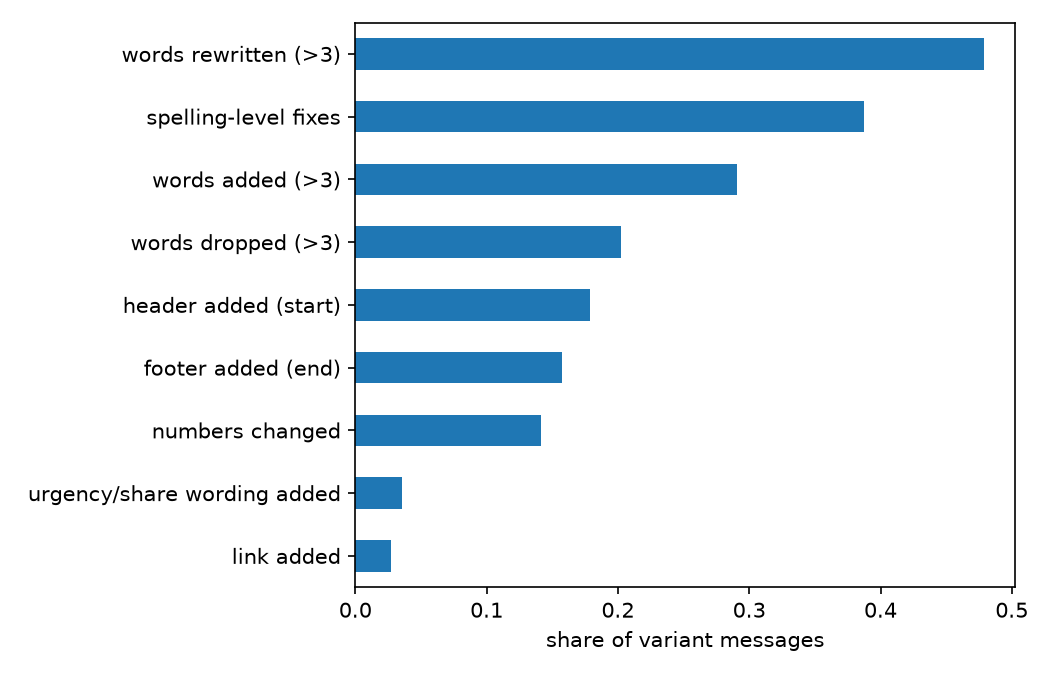 words rewritten (>3)
spelling-level fixes
words added (>3)
words dropped (>3)
header added (start)
footer added (end)
numbers changed
urgency/share wording added
link added
0.0 0.1 0.2 0.3 0.4 0.5
share of variant messages